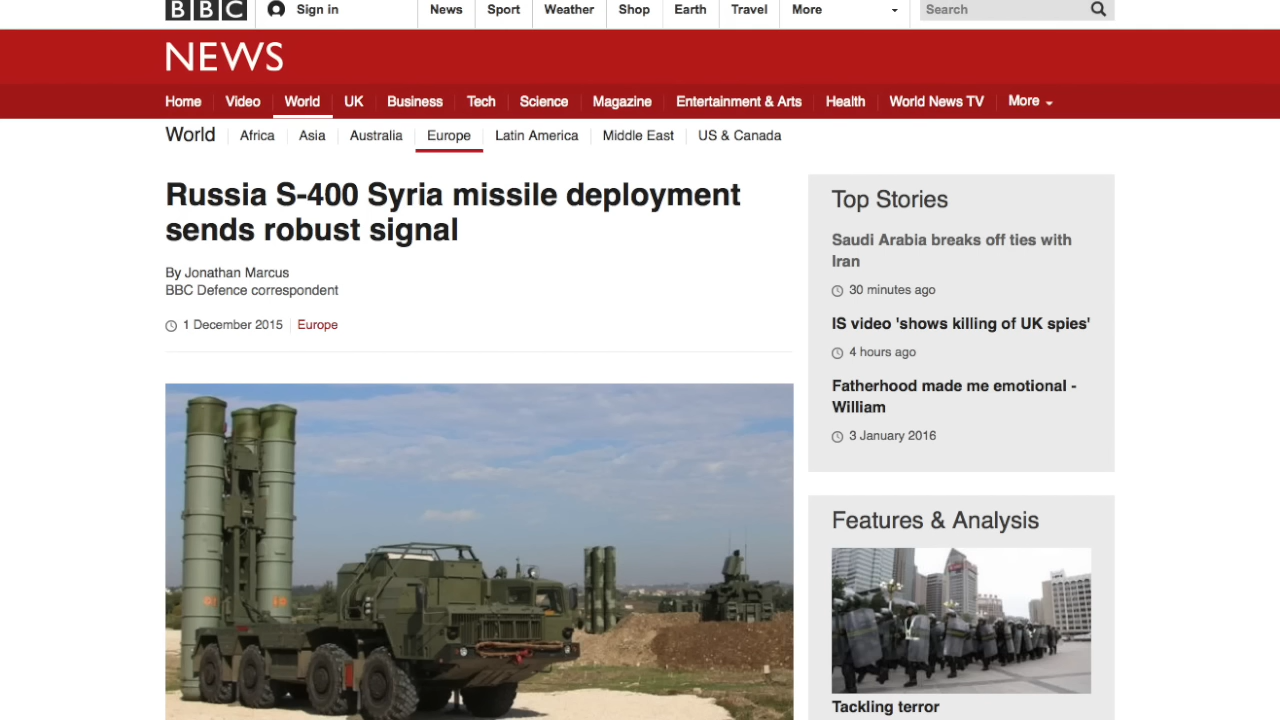 BBC Sign in News Sport Weather Shop Earth Travel More Search
NEWS
Home Video World UK Business Tech Science Magazine Entertainment & Arts Health World News TV More
World Africa Asia Australia Europe Latin America Middle East US & Canada
Russia S-400 Syria missile deployment
sends robust signal
By Jonathan Marcus
BBC Defence correspondent
1 December 2015 Europe
Top Stories
Saudi Arabia breaks off ties with
Iran
30 minutes ago
IS video 'shows killing of UK spies'
4 hours ago
Fatherhood made me emotional -
William
3 January 2016
Features & Analysis
Tackling terror